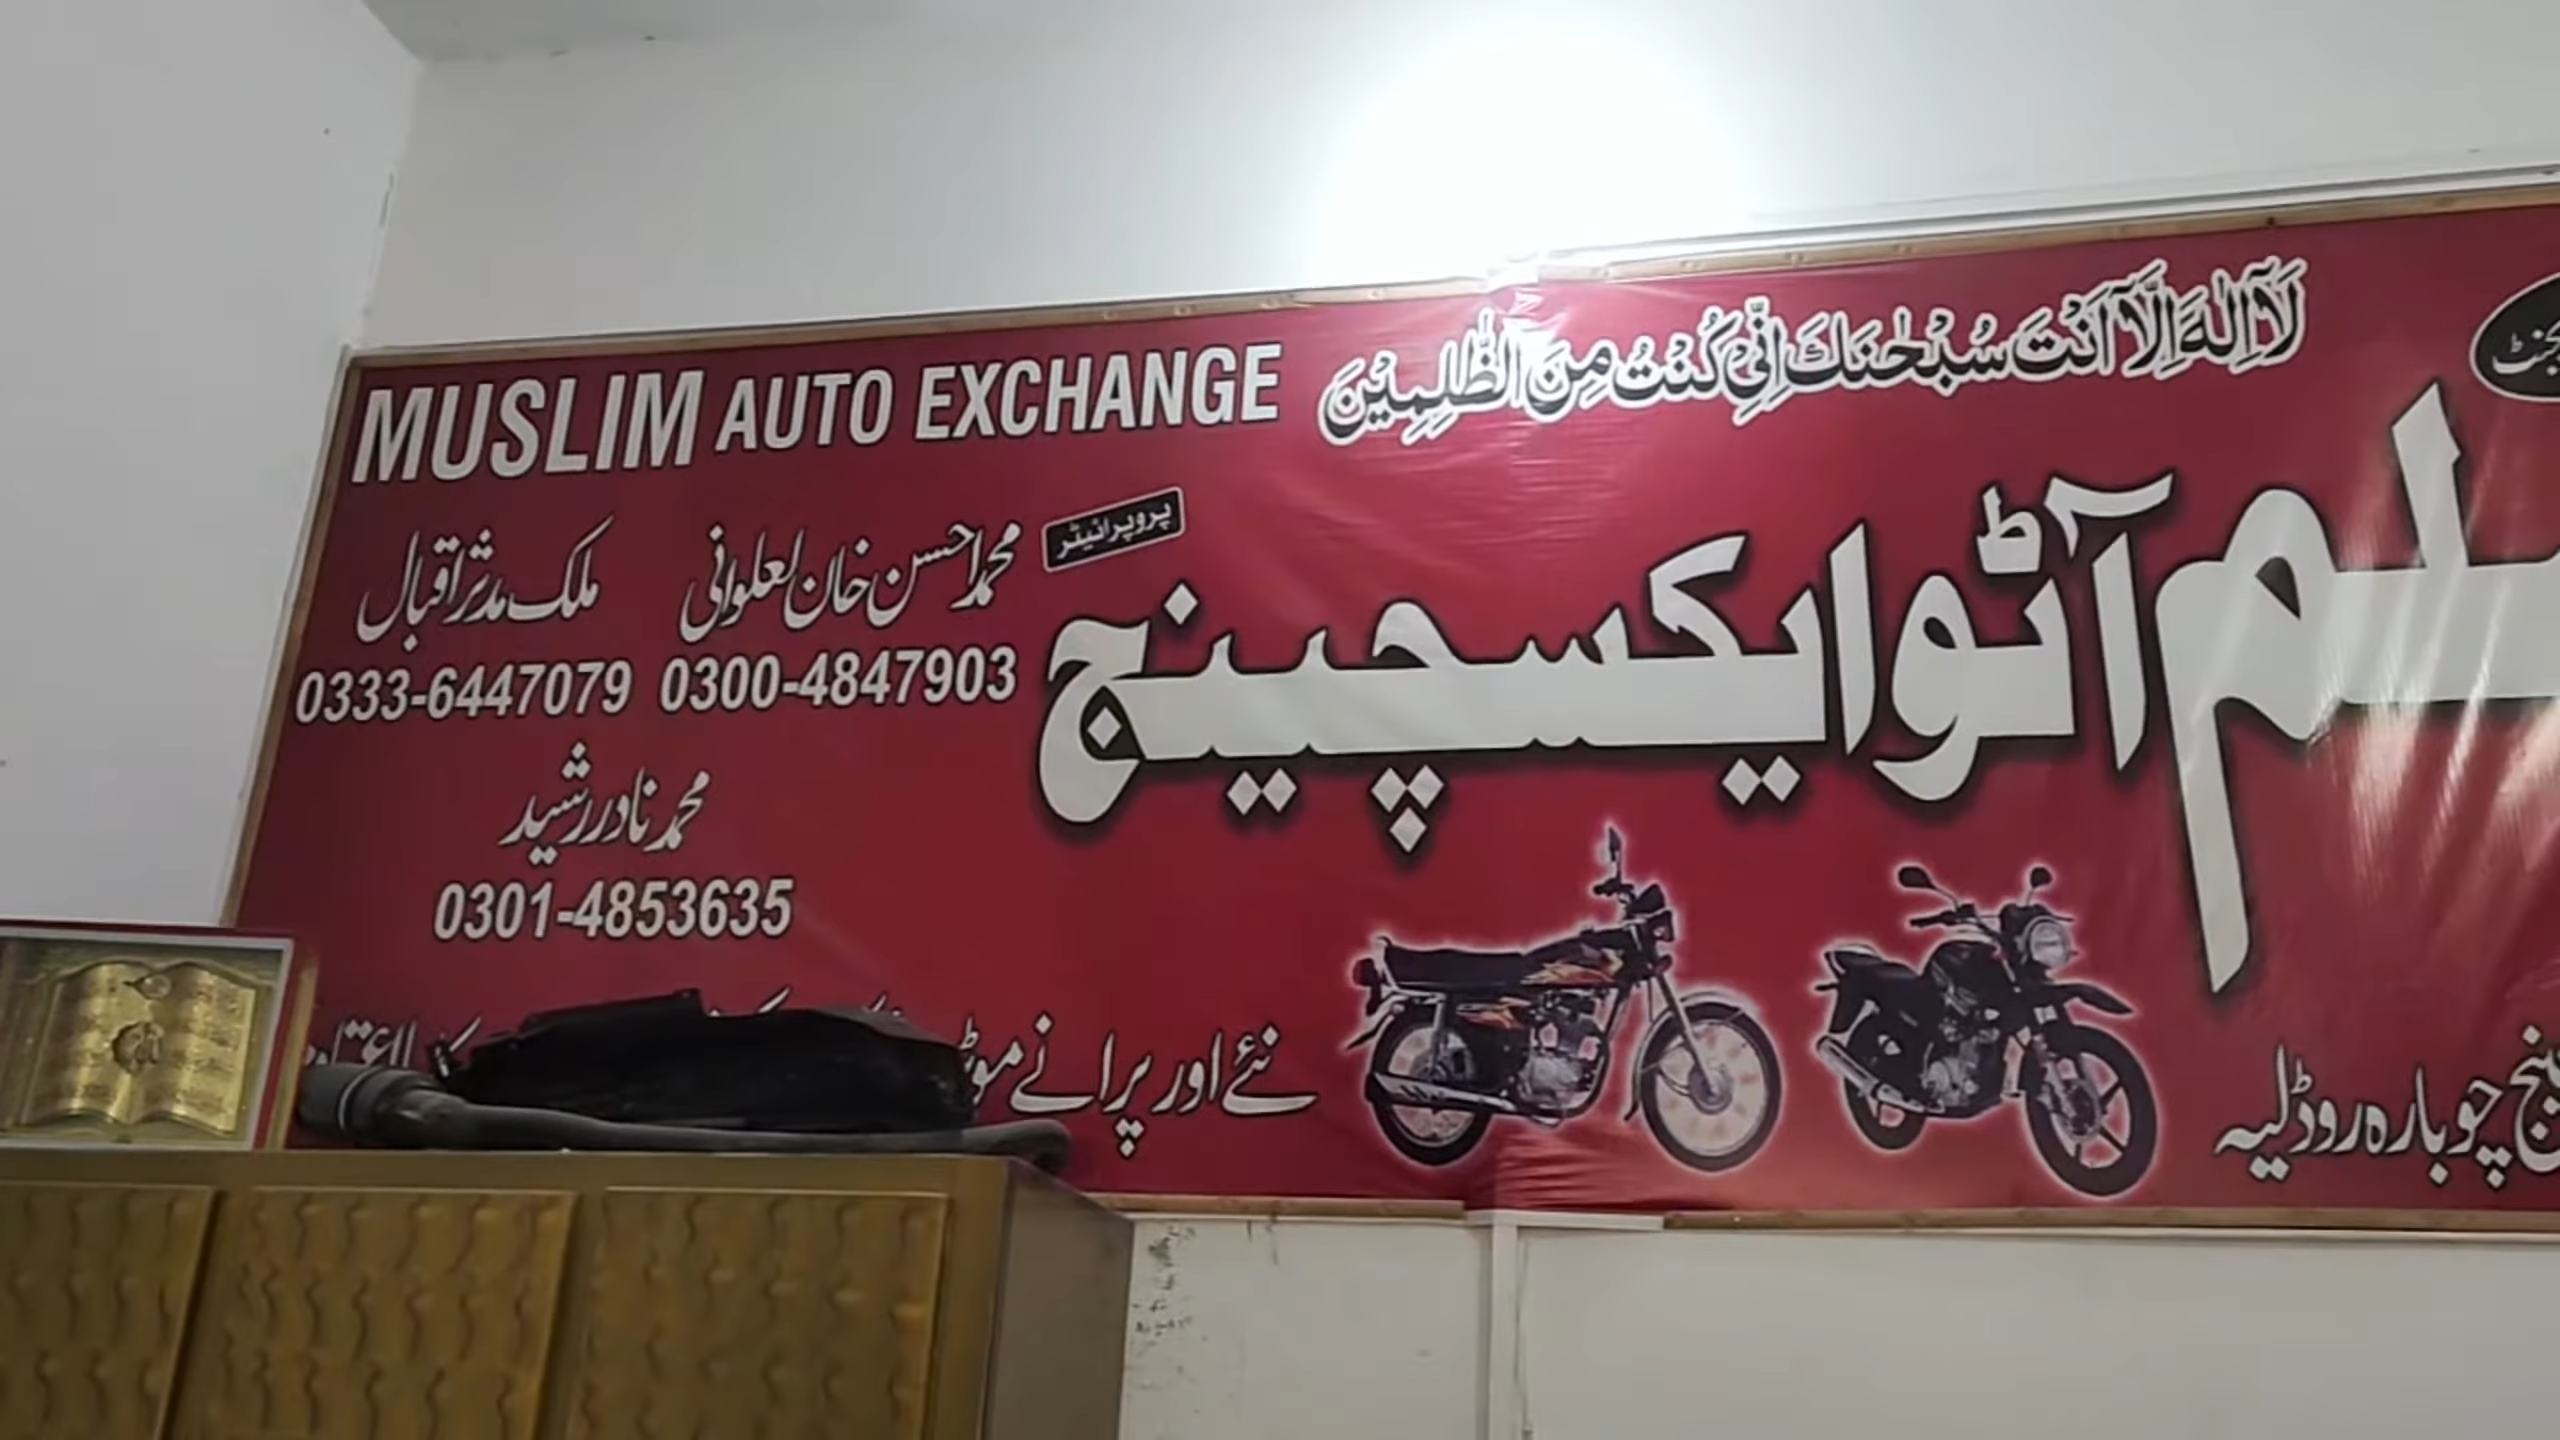 MUSLIM AUTO EXCHANGE
لَآ اِلٰهَ اِلَّآ اَنْتَ سُبْحٰنَكَ اِنِّيْ كُنْتُ مِنَ الظّٰلِمِيْنَ
آٹو ایکسچینج
پروپرائیٹر
محمد احسن خان لعلوانی
0300-4847903
ملک مدثر اقبال
0333-6447079
محمد نادر رشید
0301-4853635
نئے اور پرانے
چوبارہ روڈ لیہ